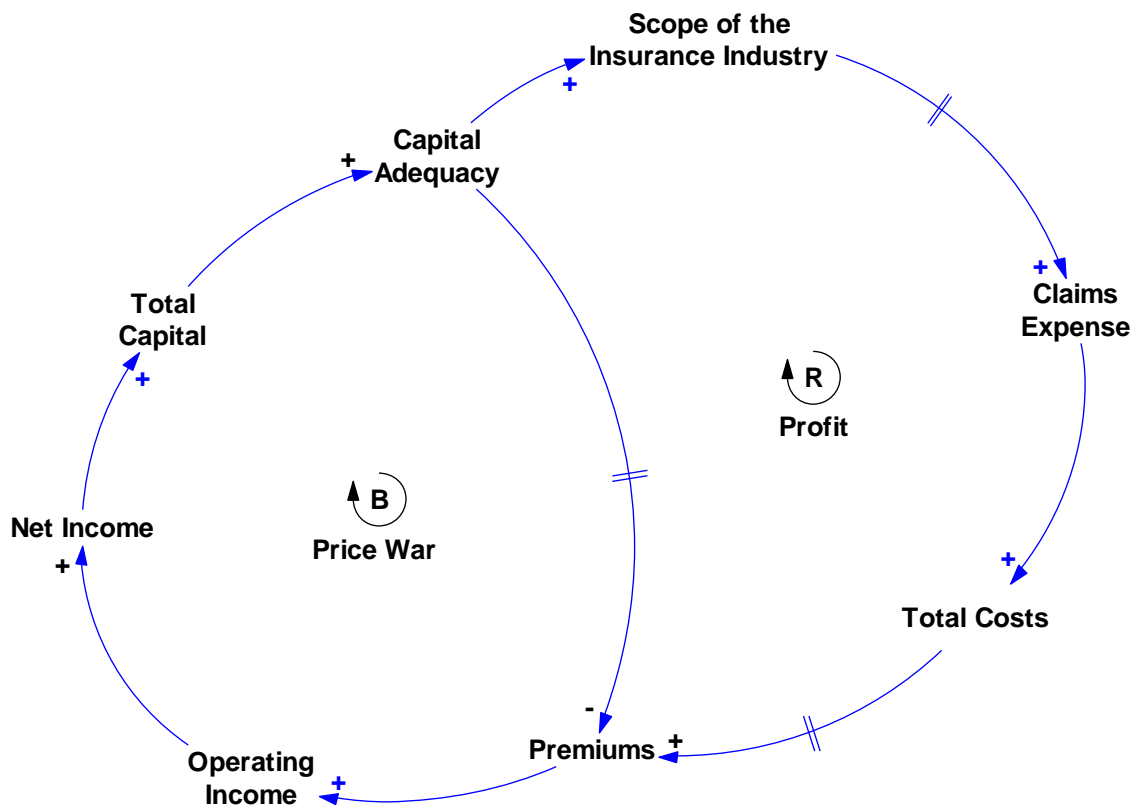 Scope of the
Insurance Industry
+
Capital
Adequacy
+
Total
Capital
+
+
Claims
Expense
R
Profit
B
Price War
Net Income
+
+
Total Costs
-
Premiums
+
Operating
Income
+